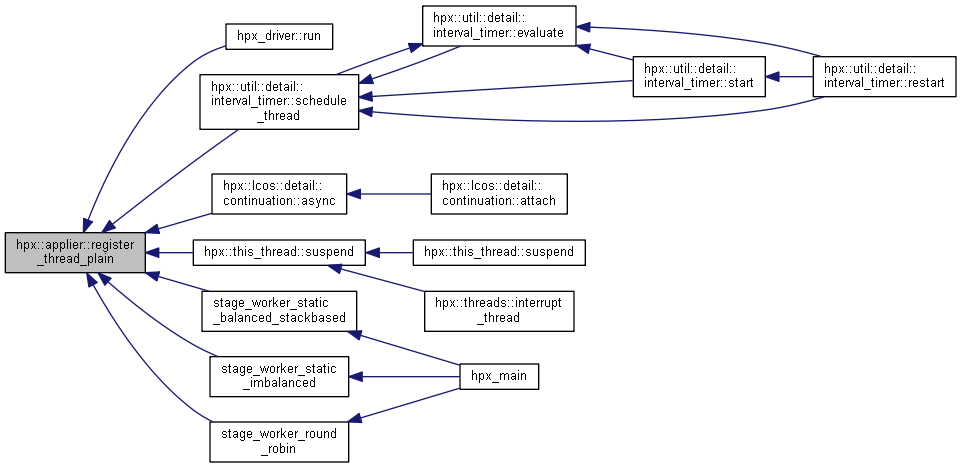 hpx::util::detail::
interval_timer::evaluate
hpx_driver::run
hpx::util::detail::
interval_timer::schedule
_thread
hpx::util::detail::
interval_timer::start
hpx::util::detail::
interval_timer::restart
hpx::lcos::detail::
continuation::async
hpx::lcos::detail::
continuation::attach
hpx::applier::register
_thread_plain
hpx::this_thread::suspend
hpx::this_thread::suspend
hpx::threads::interrupt
_thread
stage_worker_static
_balanced_stackbased
stage_worker_static
_imbalanced
hpx_main
stage_worker_round
_robin